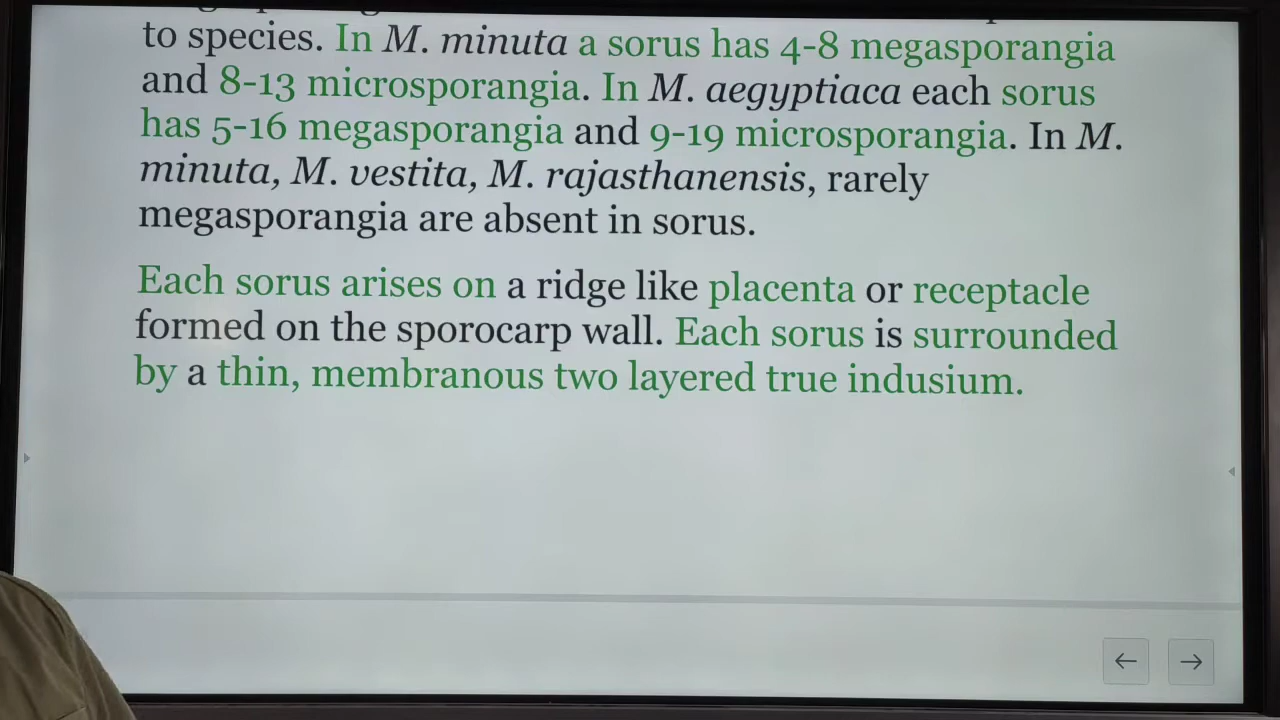 to species. In M. minuta a sorus has 4-8 megasporangia
and 8-13 microsporangia. In M. aegyptiaca each sorus
has 5-16 megasporangia and 9-19 microsporangia. In M.
minuta, M. vestita, M. rajasthanensis, rarely
megasporangia are absent in sorus.
Each sorus arises on a ridge like placenta or receptacle
formed on the sporocarp wall. Each sorus is surrounded
by a thin, membranous two layered true indusium.